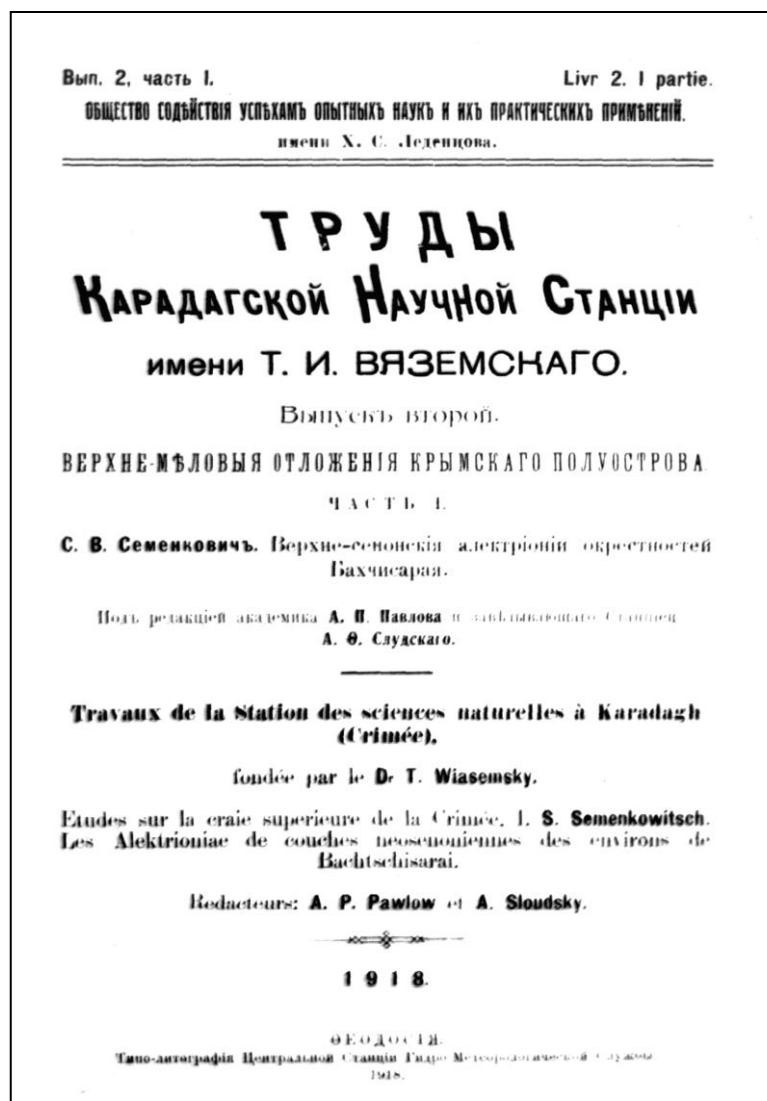 Вып. 2, часть I. Livr 2. I partie.
ОБЩЕСТВО СОДѢЙСТВІЯ УСПѢХАМЪ ОПЫТНЫХЪ НАУКЪ И ИХЪ ПРАКТИЧЕСКИХЪ ПРИМѢНЕНІЙ.
имени Х. С. Леденцова.
ТРУДЫ
КАРАДАГСКОЙ НАУЧНОЙ СТАНЦІИ
имени Т. И. ВЯЗЕМСКАГО.
Выпускъ второй.
ВЕРХНЕ-МѢЛОВЫЯ ОТЛОЖЕНІЯ КРЫМСКАГО ПОЛУОСТРОВА.
ЧАСТЬ I.
С. В. Семенковичъ. Верхне-сенонскія алектріоніи окрестностей
Бахчисарая.
Подъ редакціей академика А. П. Павлова и завѣдывающаго Станціей
А. Ѳ. Слудскаго.
Travaux de la Station des sciences naturelles à Karadagh
(Crimée),
fondée par le Dr T. Wiasemsky.
Etudes sur la craie superieure de la Crimée. I. S. Semenkowitsch.
Les Alektrioniae de couches neosenoniennes des environs de
Bachtschisarai.
Redacteurs: A. P. Pawlow et A. Sloudsky.
1918.
ѲЕОДОСІЯ.
Типо-литографія Центральной Станціи Гидро-Метеорологической Службы
1918.